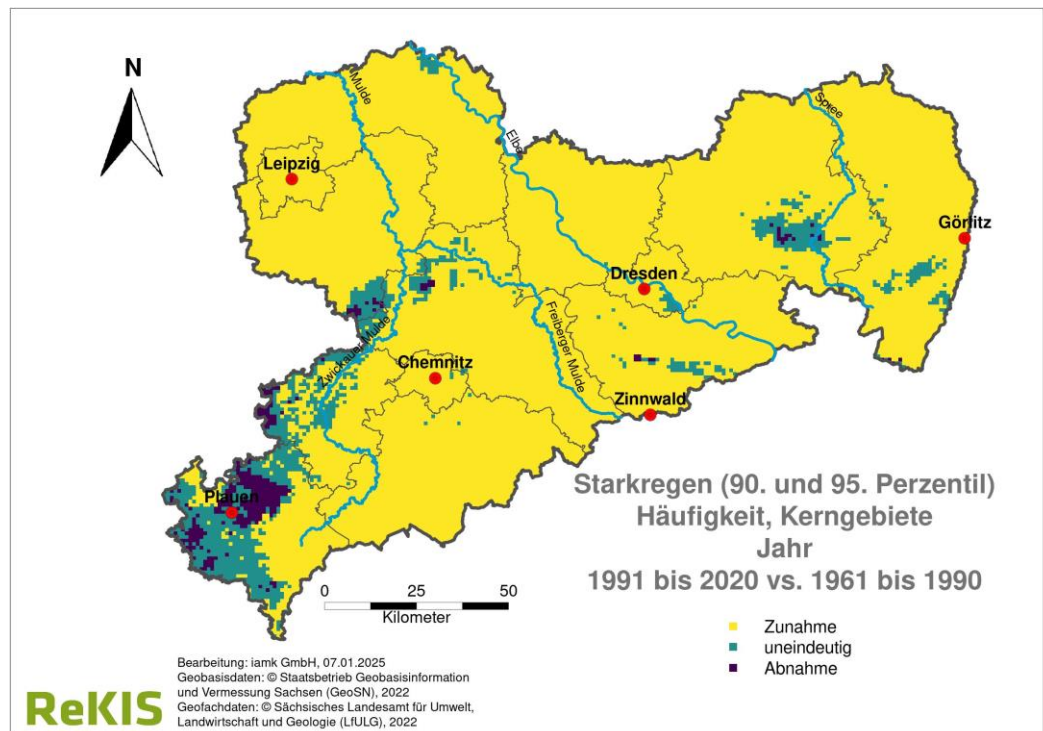 N
Mulde
Elbe
Spree
Leipzig
Görlitz
Dresden
Freiberger Mulde
Zwickauer Mulde
Chemnitz
Zinnwald
Plauen
Starkregen (90. und 95. Perzentil)
Häufigkeit, Kerngebiete
Jahr
1991 bis 2020 vs. 1961 bis 1990
0 25 50
Kilometer
Zunahme
uneindeutig
Abnahme
Bearbeitung: iamk GmbH, 07.01.2025
Geobasisdaten: © Staatsbetrieb Geobasisinformation
und Vermessung Sachsen (GeoSN), 2022
Geofachdaten: © Sächsisches Landesamt für Umwelt,
Landwirtschaft und Geologie (LfULG), 2022
ReKIS